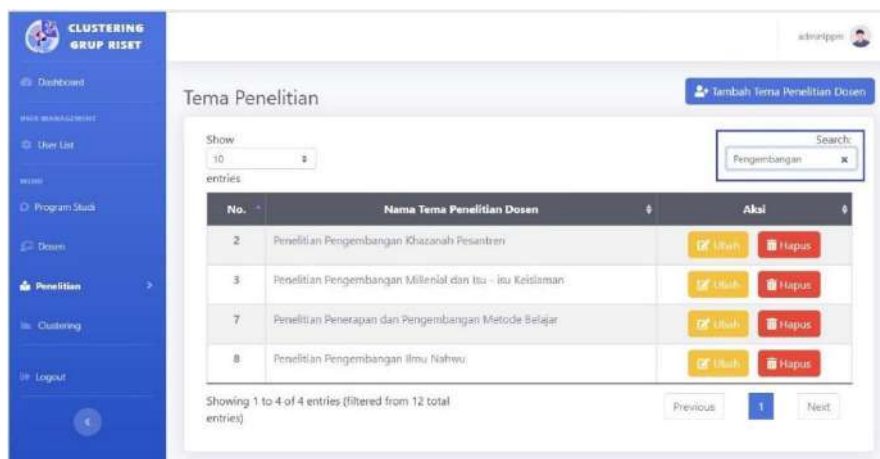 CLUSTERING
GRUP RISET
adminlppm
Dashboard
USER MANAGEMENT
User List
MENU
Program Studi
Dosen
Penelitian
Clustering
Logout
Tema Penelitian
Tambah Tema Penelitian Dosen
Show
10
entries
Search:
Pengembangan
No. Nama Tema Penelitian Dosen Aksi
2 Penelitian Pengembangan Khazanah Pesantren Ubah Hapus
3 Penelitian Pengembangan Millenial dan Isu - isu Keislaman Ubah Hapus
7 Penelitian Penerapan dan Pengembangan Metode Belajar Ubah Hapus
8 Penelitian Pengembangan Ilmu Nahwu Ubah Hapus
Showing 1 to 4 of 4 entries (filtered from 12 total
entries)
Previous 1 Next